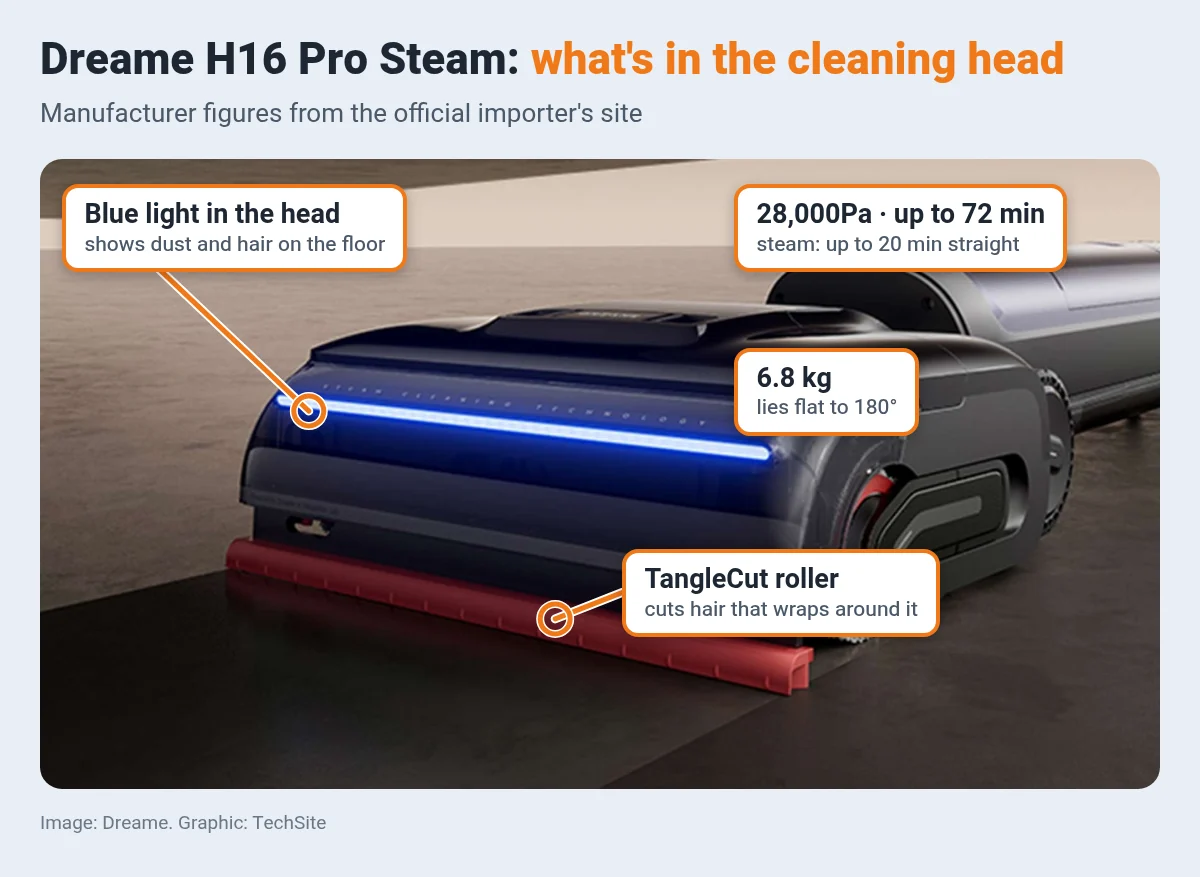 Dreame H16 Pro Steam: what's in the cleaning head
Manufacturer figures from the official importer's site
Blue light in the head
shows dust and hair on the floor
28,000Pa · up to 72 min
steam: up to 20 min straight
6.8 kg
lies flat to 180°
STEAM CLEANING TECHNOLOGY
TangleCut roller
cuts hair that wraps around it
Image: Dreame. Graphic: TechSite